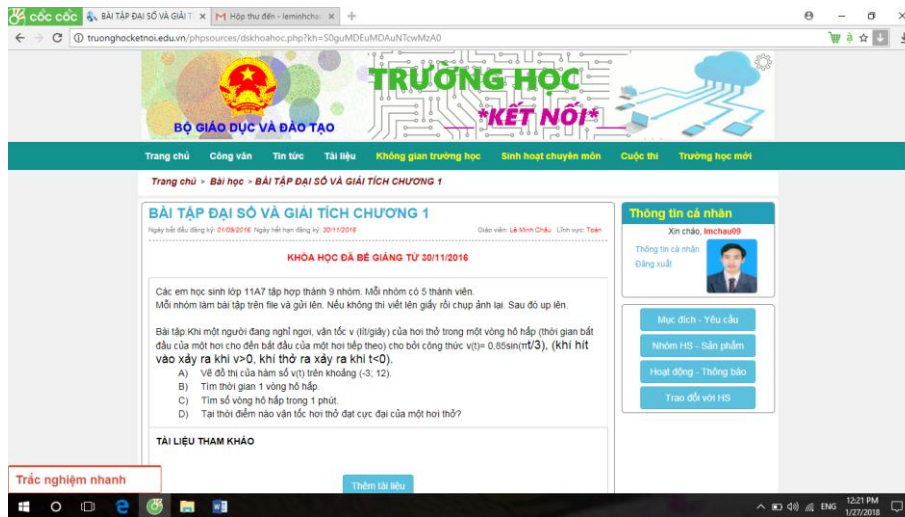 cốc cốc
BÀI TẬP ĐẠI SỐ VÀ GIẢI T
Hộp thư đến - leminhcha
truonghocketnoi.edu.vn/phpsources/dskhoahoc.php?kh=S0guMDEuMDAuNTcwMzA0
BỘ GIÁO DỤC VÀ ĐÀO TẠO
TRƯỜNG HỌC
*KẾT NỐI*
Trang chủ Công văn Tin tức Tài liệu Không gian trường học Sinh hoạt chuyên môn Cuộc thi Trường học mới
Trang chủ > Bài học > BÀI TẬP ĐẠI SỐ VÀ GIẢI TÍCH CHƯƠNG 1
BÀI TẬP ĐẠI SỐ VÀ GIẢI TÍCH CHƯƠNG 1
Ngày bắt đầu đăng ký: 01/09/2016 Ngày hết hạn đăng ký: 30/11/2016 Giáo viên: Lê Minh Châu Lĩnh vực: Toán
KHÓA HỌC ĐÃ BẾ GIẢNG TỪ 30/11/2016
Các em học sinh lớp 11A7 tập hợp thành 9 nhóm. Mỗi nhóm có 5 thành viên.
Mỗi nhóm làm bài tập trên file và gửi lên. Nếu không thì viết lên giấy rồi chụp ảnh lại. Sau đó up lên.
Bài tập:Khi một người đang nghỉ ngơi, vận tốc v (lít/giây) của hơi thở trong một vòng hô hấp (thời gian bắt
đầu của một hơi cho đến bắt đầu của một hơi tiếp theo) cho bởi công thức v(t)= 0,85sin(πt/3), (khí hít
vào xảy ra khi v>0, khí thở ra xảy ra khi t<0).
A) Vẽ đồ thị của hàm số v(t) trên khoảng (-3; 12).
B) Tìm thời gian 1 vòng hô hấp.
C) Tìm số vòng hô hấp trong 1 phút.
D) Tại thời điểm nào vận tốc hơi thở đạt cực đại của một hơi thở?
TÀI LIỆU THAM KHẢO
Thêm tài liệu
Thông tin cá nhân
Xin chào, lmchau09
Thông tin cá nhân
Đăng xuất
Mục đích - Yêu cầu
Nhóm HS - Sản phẩm
Hoạt động - Thông báo
Trao đổi với HS
Trắc nghiệm nhanh
ENG
12:21 PM
1/27/2018